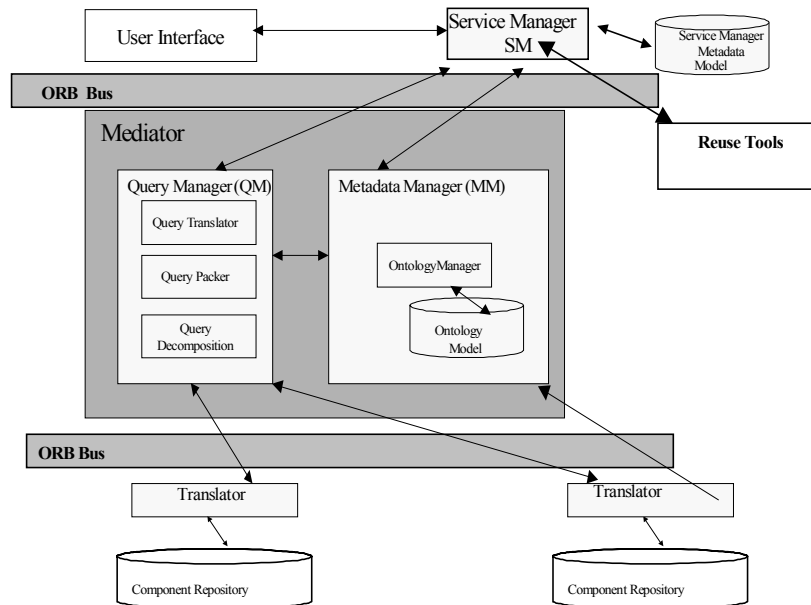 User Interface
Service Manager
SM
Service Manager
Metadata
Model
ORB Bus
Reuse Tools
Mediator
Query Manager (QM)
Metadata Manager (MM)
Query Translator
OntologyManager
Query Packer
Ontology
Model
Query
Decomposition
ORB Bus
Translator
Translator
Component Repository
Component Repository